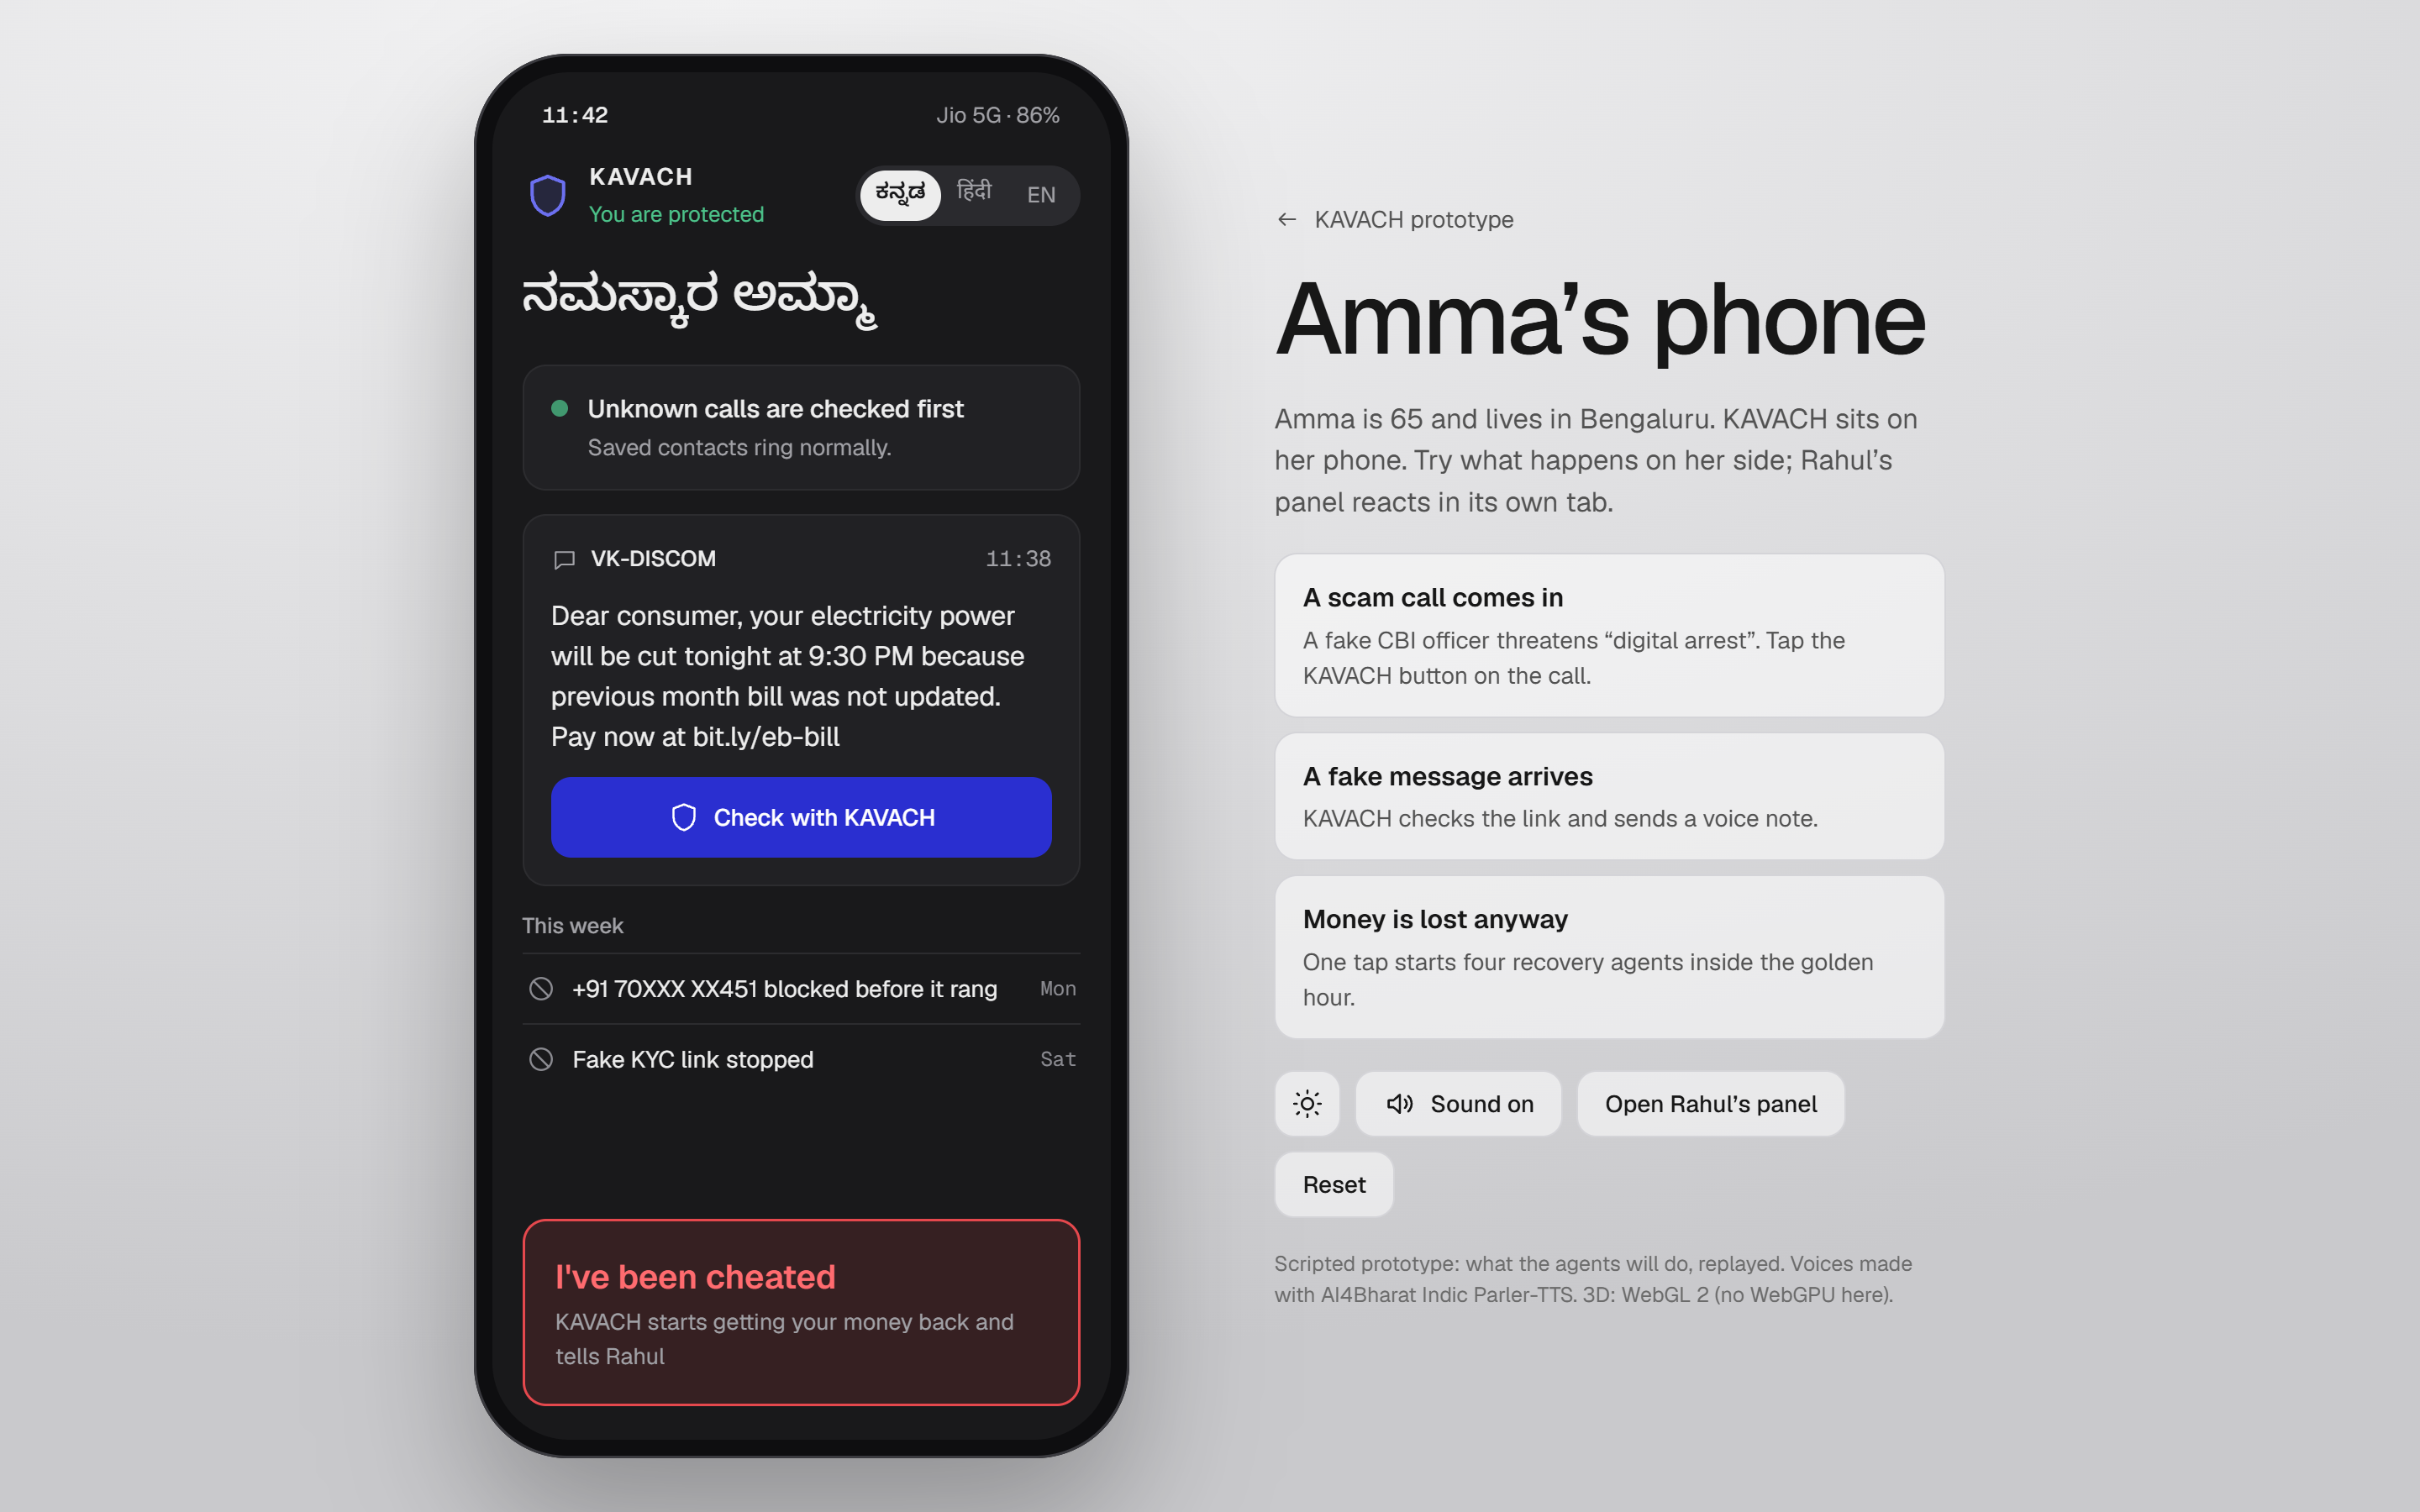 11:42
Jio 5G · 86%
KAVACH
You are protected
ಕನ್ನಡ
हिंदी
EN
ನಮಸ್ಕಾರ ಅಮ್ಮಾ
Unknown calls are checked first
Saved contacts ring normally.
VK-DISCOM
11:38
Dear consumer, your electricity power
will be cut tonight at 9:30 PM because
previous month bill was not updated.
Pay now at bit.ly/eb-bill
Check with KAVACH
This week
+91 70XXX XX451 blocked before it rang
Mon
Fake KYC link stopped
Sat
I've been cheated
KAVACH starts getting your money back and
tells Rahul
← KAVACH prototype
Amma’s phone
Amma is 65 and lives in Bengaluru. KAVACH sits on
her phone. Try what happens on her side; Rahul’s
panel reacts in its own tab.
A scam call comes in
A fake CBI officer threatens “digital arrest”. Tap the
KAVACH button on the call.
A fake message arrives
KAVACH checks the link and sends a voice note.
Money is lost anyway
One tap starts four recovery agents inside the golden
hour.
Sound on
Open Rahul’s panel
Reset
Scripted prototype: what the agents will do, replayed. Voices made
with AI4Bharat Indic Parler-TTS. 3D: WebGL 2 (no WebGPU here).